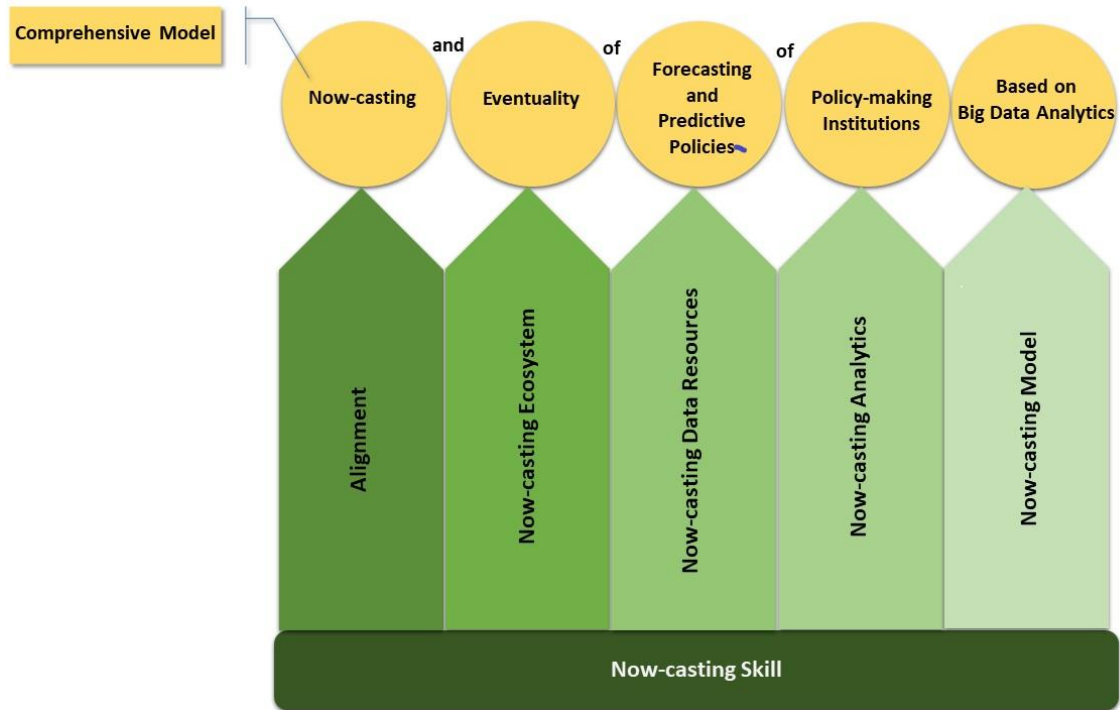 Comprehensive Model
and
of
of
Now-casting
Eventuality
Forecasting
and
Predictive
Policies
Policy-making
Institutions
Based on
Big Data Analytics
Alignment
Now-casting Ecosystem
Now-casting Data Resources
Now-casting Analytics
Now-casting Model
Now-casting Skill